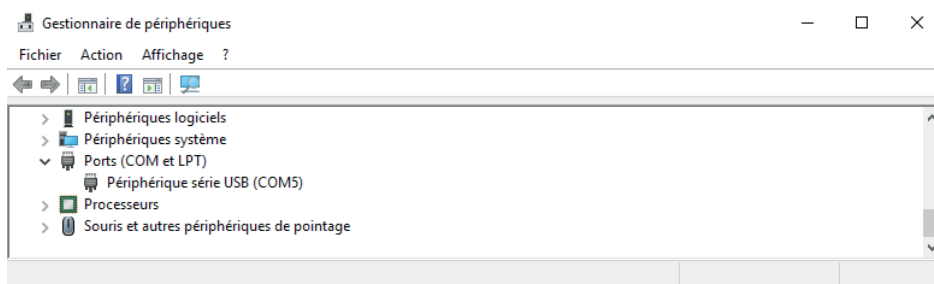 Gestionnaire de périphériques
Fichier Action Affichage ?
Périphériques logiciels
Périphériques système
Ports (COM et LPT)
Périphérique série USB (COM5)
Processeurs
Souris et autres périphériques de pointage